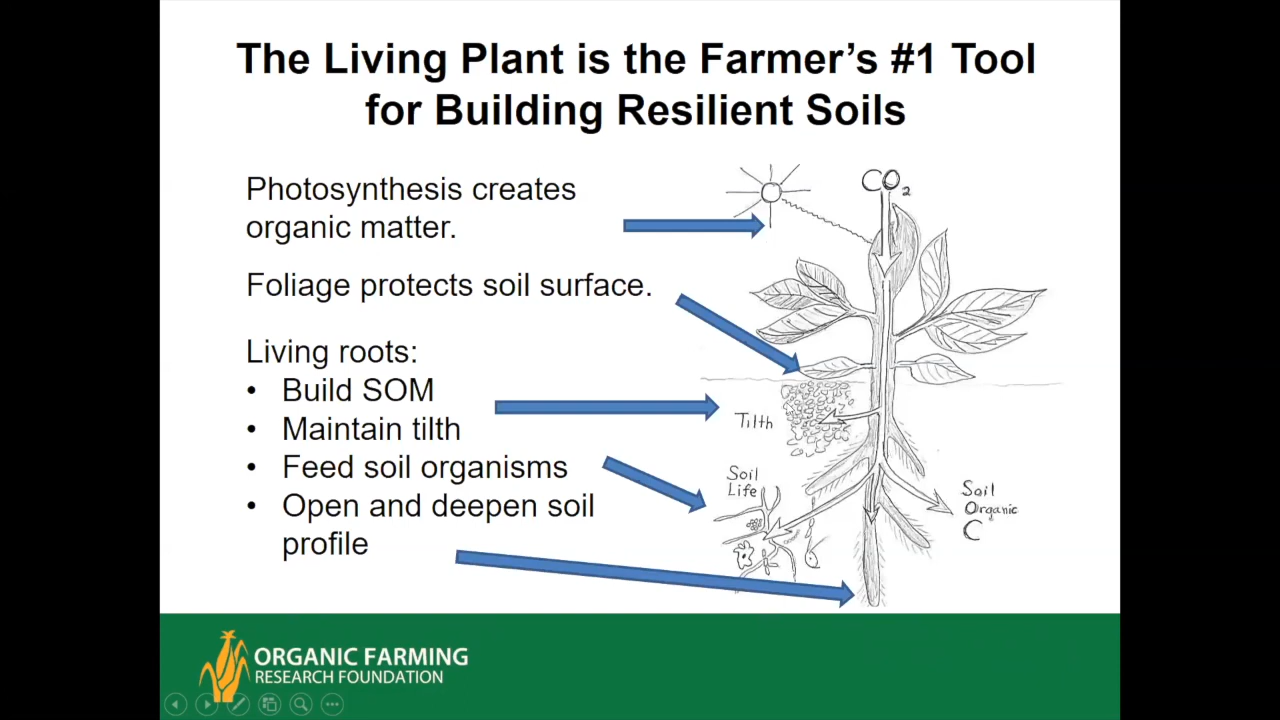 The Living Plant is the Farmer’s #1 Tool
for Building Resilient Soils
Photosynthesis creates
organic matter.
Foliage protects soil surface.
Living roots:
• Build SOM
• Maintain tilth
• Feed soil organisms
• Open and deepen soil
profile
CO2
Tilth
Soil
Life
Soil
Organic
C
ORGANIC FARMING
RESEARCH FOUNDATION